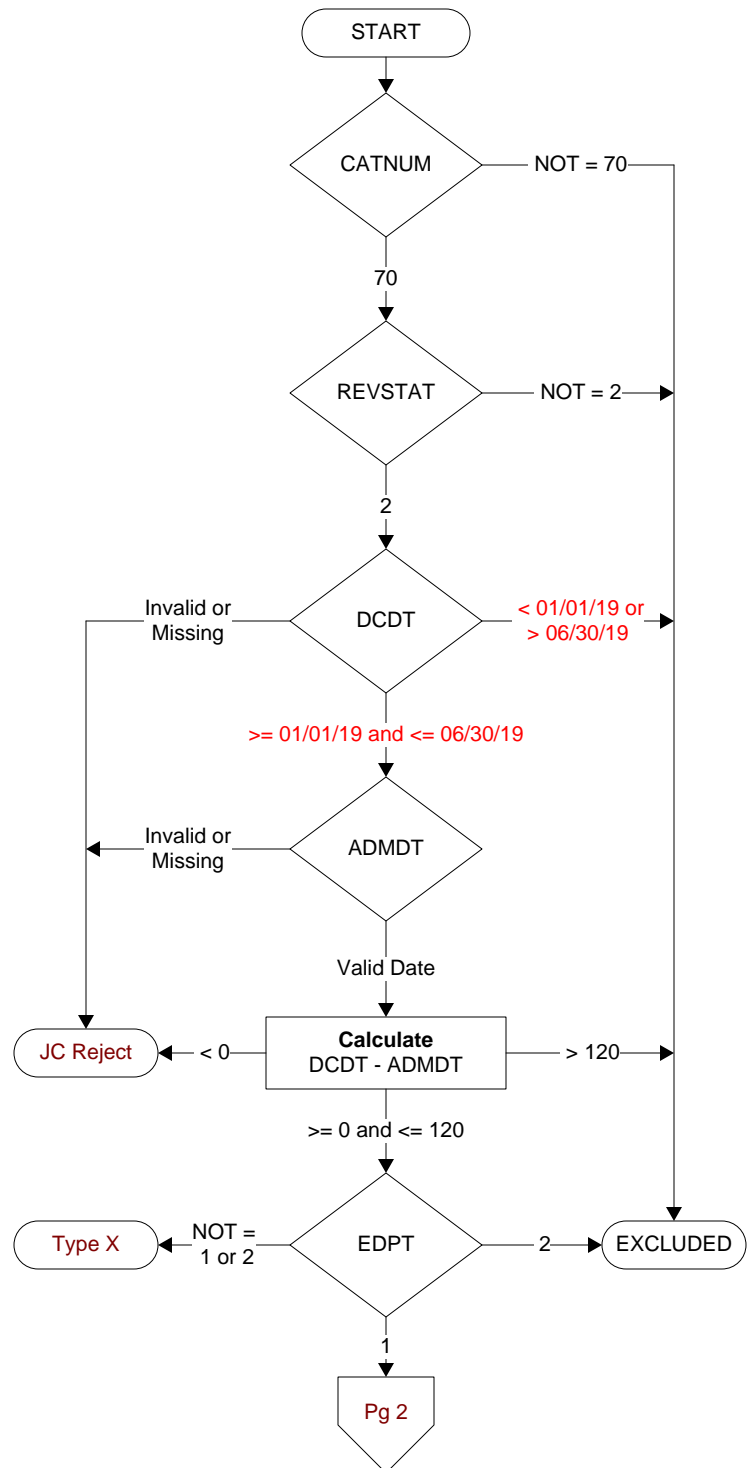 START
CATNUM
NOT = 70
70
REVSTAT
NOT = 2
2
Invalid or
Missing
DCDT
< 01/01/19 or
> 06/30/19
>= 01/01/19 and <= 06/30/19
Invalid or
Missing
ADMDT
Valid Date
JC Reject
< 0
Calculate
DCDT - ADMDT
> 120
>= 0 and <= 120
Type X
NOT =
1 or 2
EDPT
2
EXCLUDED
1
Pg 2